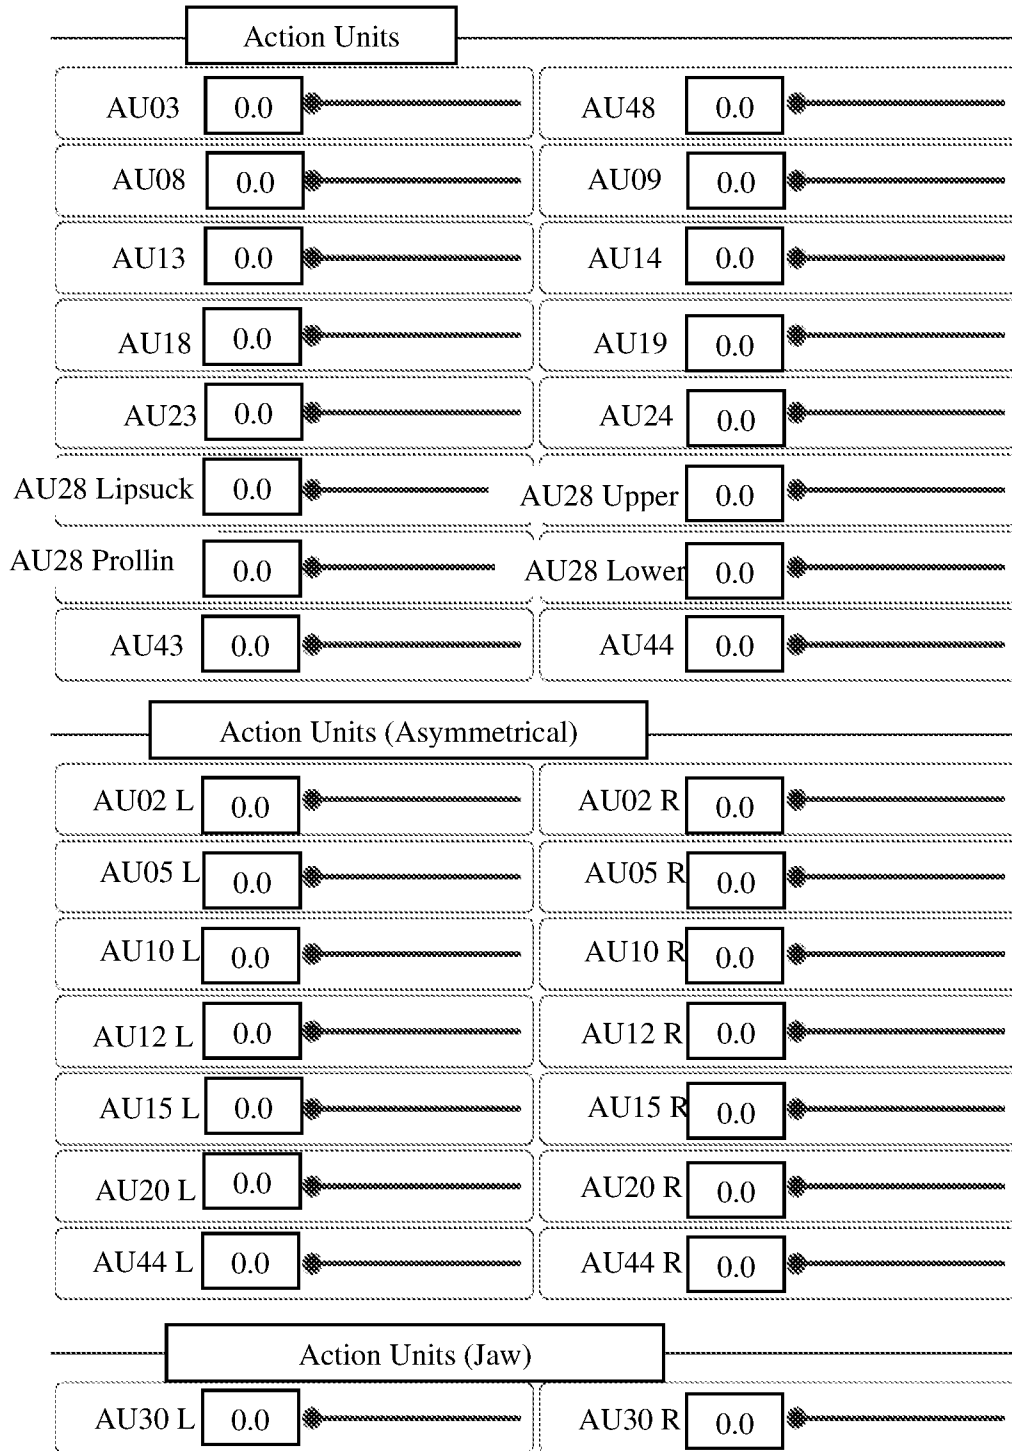 Action Units
AU03 0.0 AU48 0.0
AU08 0.0 AU09 0.0
AU13 0.0 AU14 0.0
AU18 0.0 AU19 0.0
AU23 0.0 AU24 0.0
AU28 Lipsuck 0.0 AU28 Upper 0.0
AU28 Prollin 0.0 AU28 Lower 0.0
AU43 0.0 AU44 0.0
Action Units (Asymmetrical)
AU02 L 0.0 AU02 R 0.0
AU05 L 0.0 AU05 R 0.0
AU10 L 0.0 AU10 R 0.0
AU12 L 0.0 AU12 R 0.0
AU15 L 0.0 AU15 R 0.0
AU20 L 0.0 AU20 R 0.0
AU44 L 0.0 AU44 R 0.0
Action Units (Jaw)
AU30 L 0.0 AU30 R 0.0